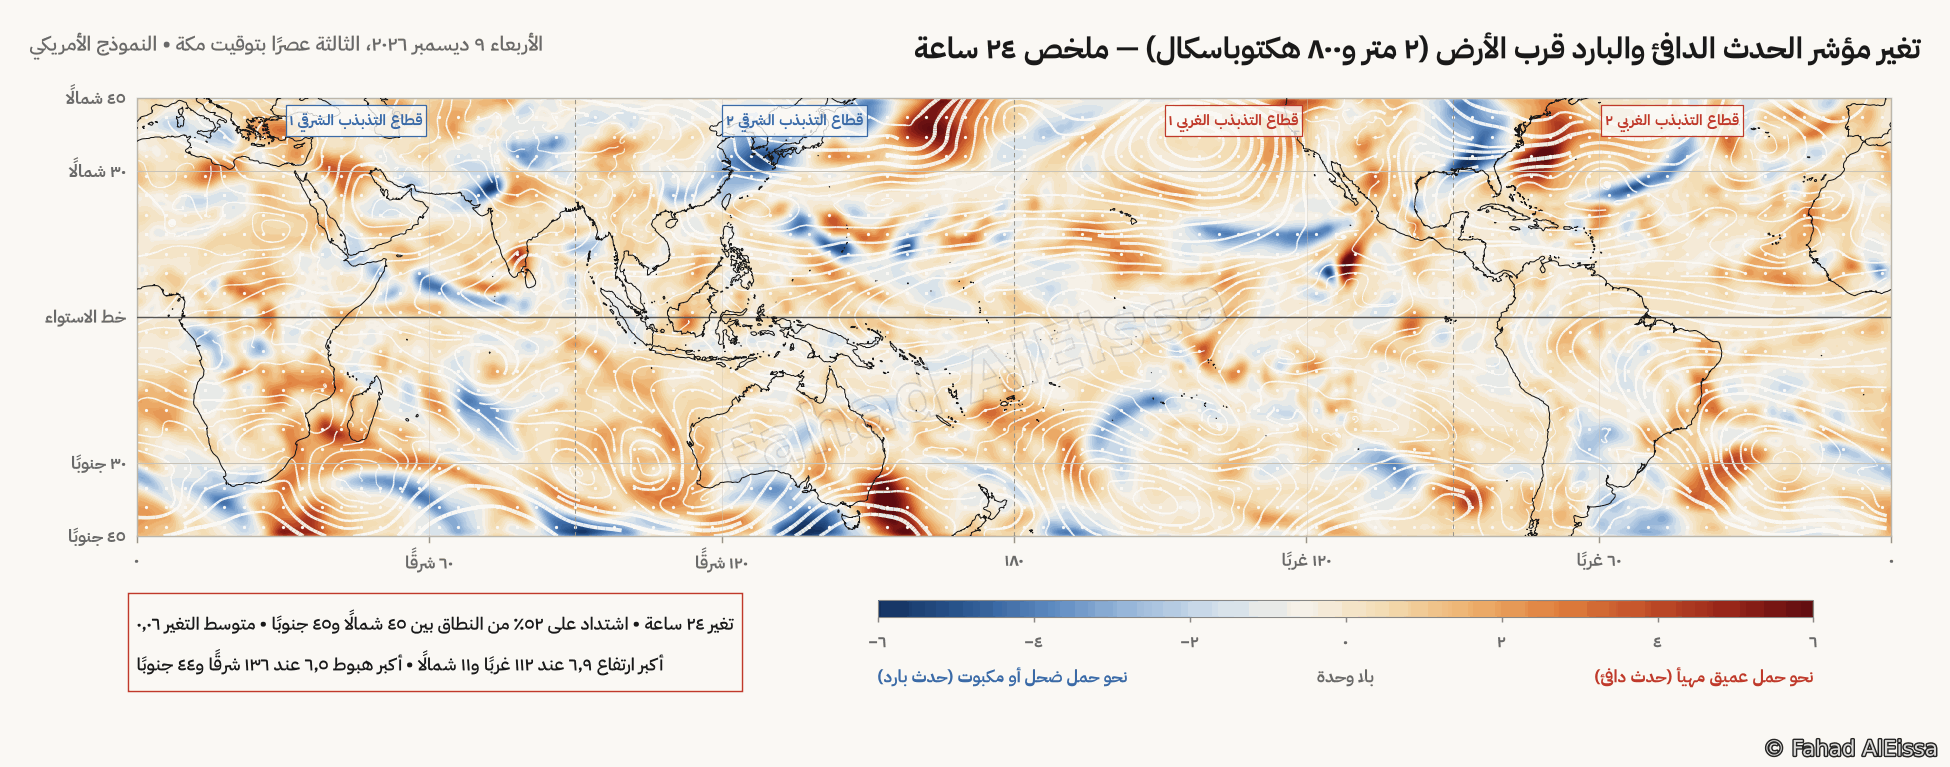 تغير مؤشر الحدث الدافئ والبارد قرب الأرض (٢ متر و٨٠٠ هكتوباسكال) — ملخص ٢٤ ساعة
الأربعاء ٩ ديسمبر ٢٠٢٦، الثالثة عصرًا بتوقيت مكة • النموذج الأمريكي
قطاع التذبذب الشرقي ١
قطاع التذبذب الشرقي ٢
قطاع التذبذب الغربي ١
قطاع التذبذب الغربي ٢
٤٥ شمالًا
٣٠ شمالًا
خط الاستواء
٣٠ جنوبًا
٤٥ جنوبًا
٠
٦٠ شرقًا
١٢٠ شرقًا
١٨٠
١٢٠ غربًا
٦٠ غربًا
٠
Fahad AlEissa
تغير ٢٤ ساعة • اشتداد على ٥٢٪ من النطاق بين ٤٥ شمالًا و٤٥ جنوبًا • متوسط التغير ٠,٠٦
أكبر ارتفاع ٦,٩ عند ١١٢ غربًا و١١ شمالًا • أكبر هبوط ٦,٥ عند ١٣٦ شرقًا و٤٤ جنوبًا
−٦
−٤
−٢
٠
٢
٤
٦
نحو حمل ضحل أو مكبوت (حدث بارد)
بلا وحدة
نحو حمل عميق مهيأ (حدث دافئ)
© Fahad AlEissa